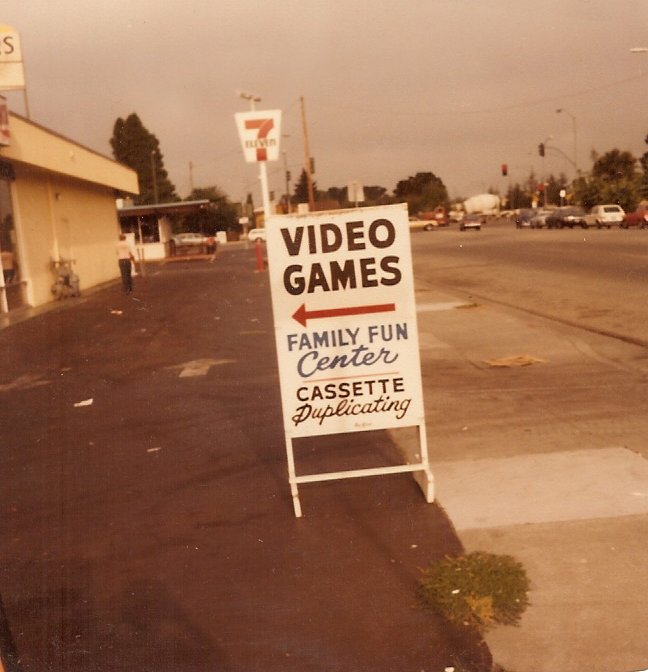 S
7
ELEVEN
VIDEO
GAMES
FAMILY FUN
Center
CASSETTE
Duplicating